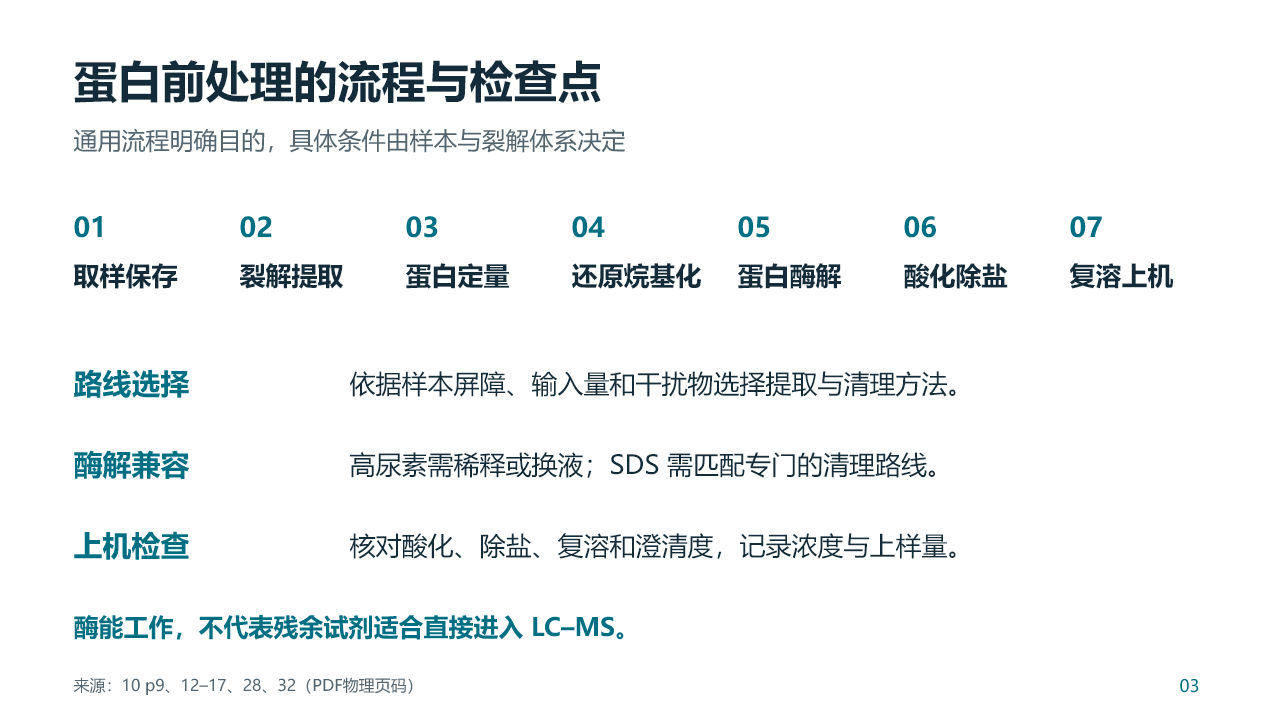 蛋白前处理的流程与检查点
通用流程明确目的，具体条件由样本与裂解体系决定
01 02 03 04 05 06 07
取样保存 裂解提取 蛋白定量 还原烷基化 蛋白酶解 酸化除盐 复溶上机
路线选择 依据样本屏障、输入量和干扰物选择提取与清理方法。
酶解兼容 高尿素需稀释或换液；SDS 需匹配专门的清理路线。
上机检查 核对酸化、除盐、复溶和澄清度，记录浓度与上样量。
酶能工作，不代表残余试剂适合直接进入 LC–MS。
来源：10 p9、12–17、28、32（PDF物理页码） 03